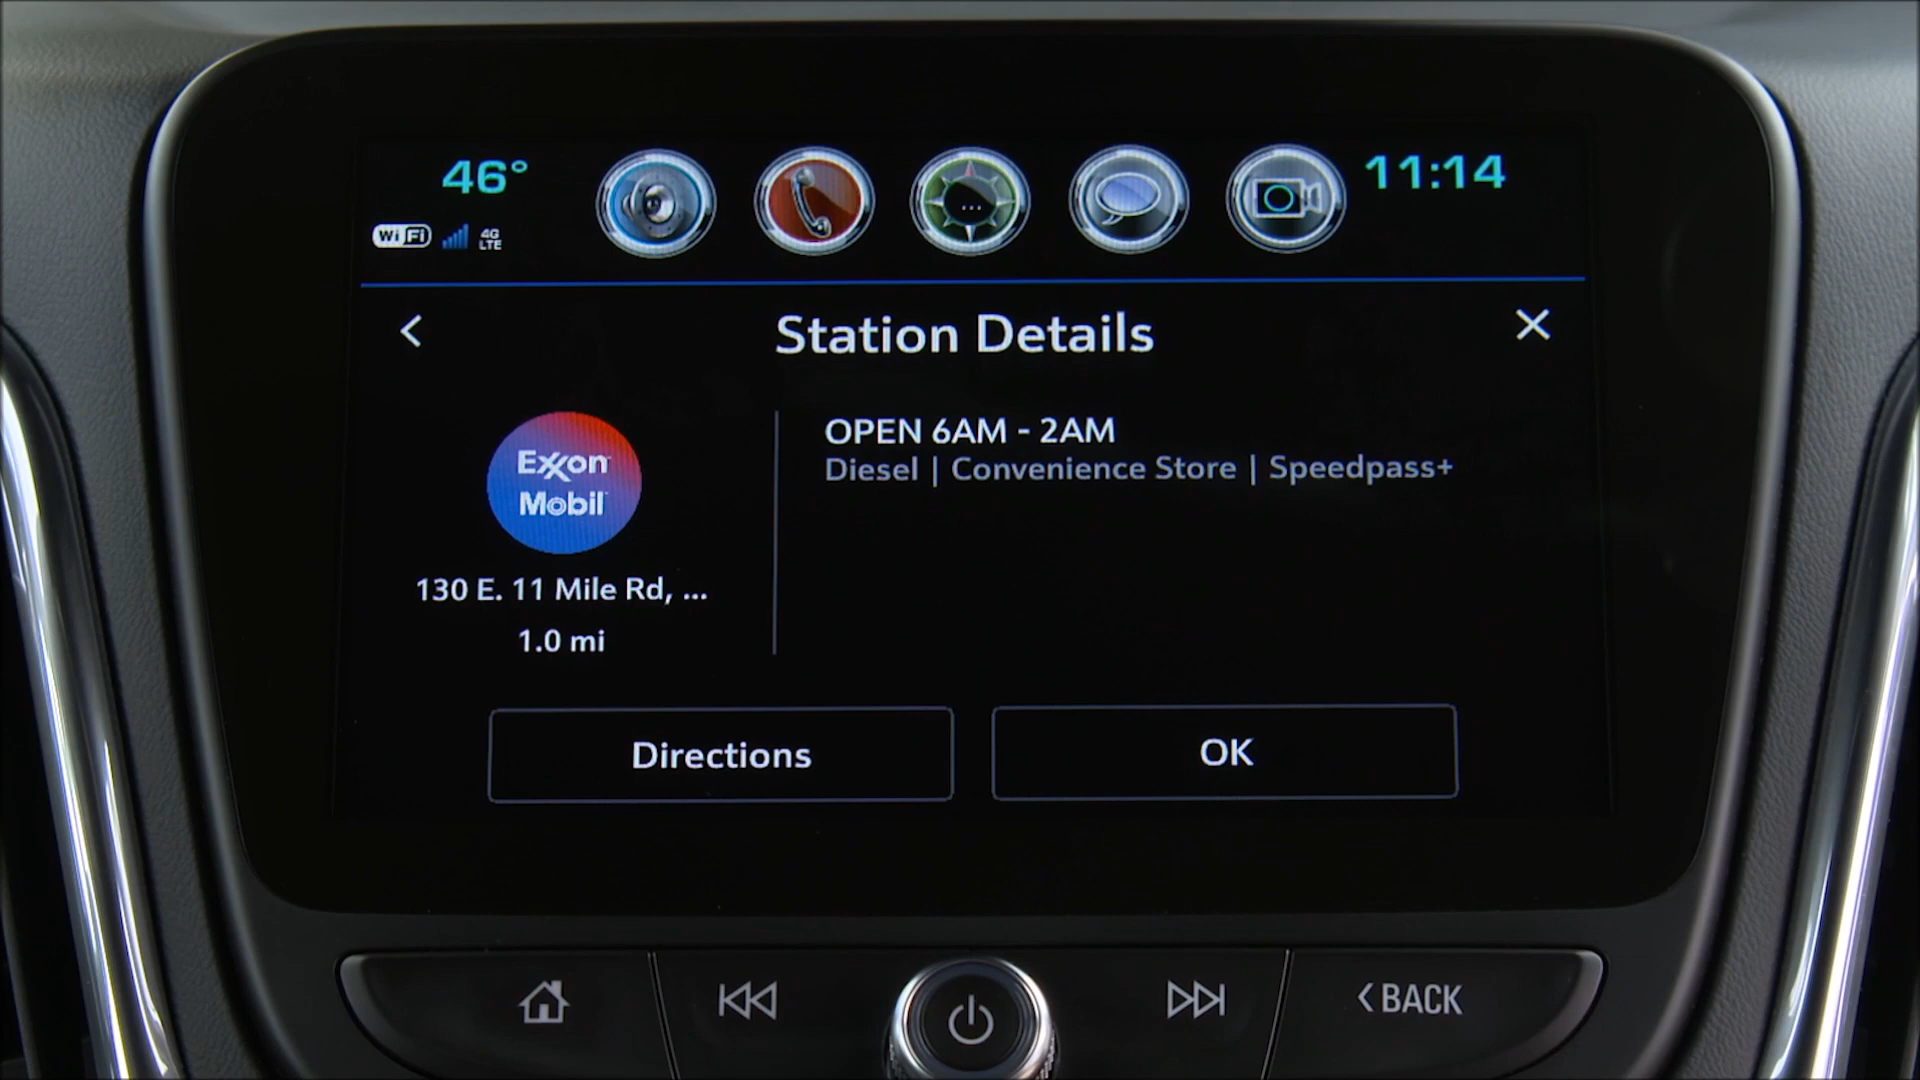 46°
11:14
WiFi
4G
LTE
Station Details
Exxon
Mobil
130 E. 11 Mile Rd, ...
1.0 mi
OPEN 6AM - 2AM
Diesel | Convenience Store | Speedpass+
Directions
OK
BACK